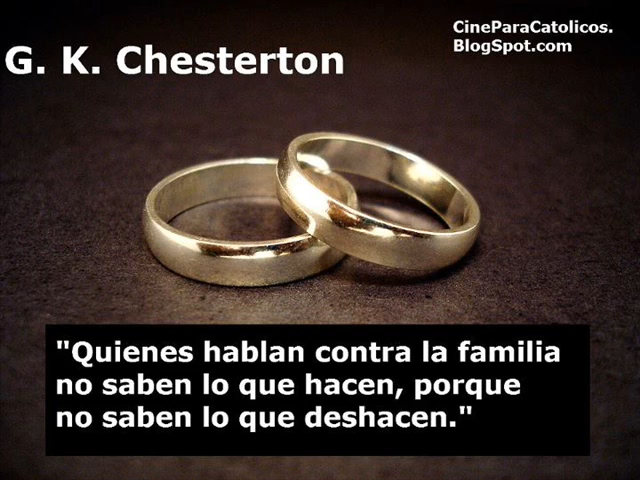 CineParaCatolicos.
BlogSpot.com
G. K. Chesterton
"Quienes hablan contra la familia
no saben lo que hacen, porque
no saben lo que deshacen."